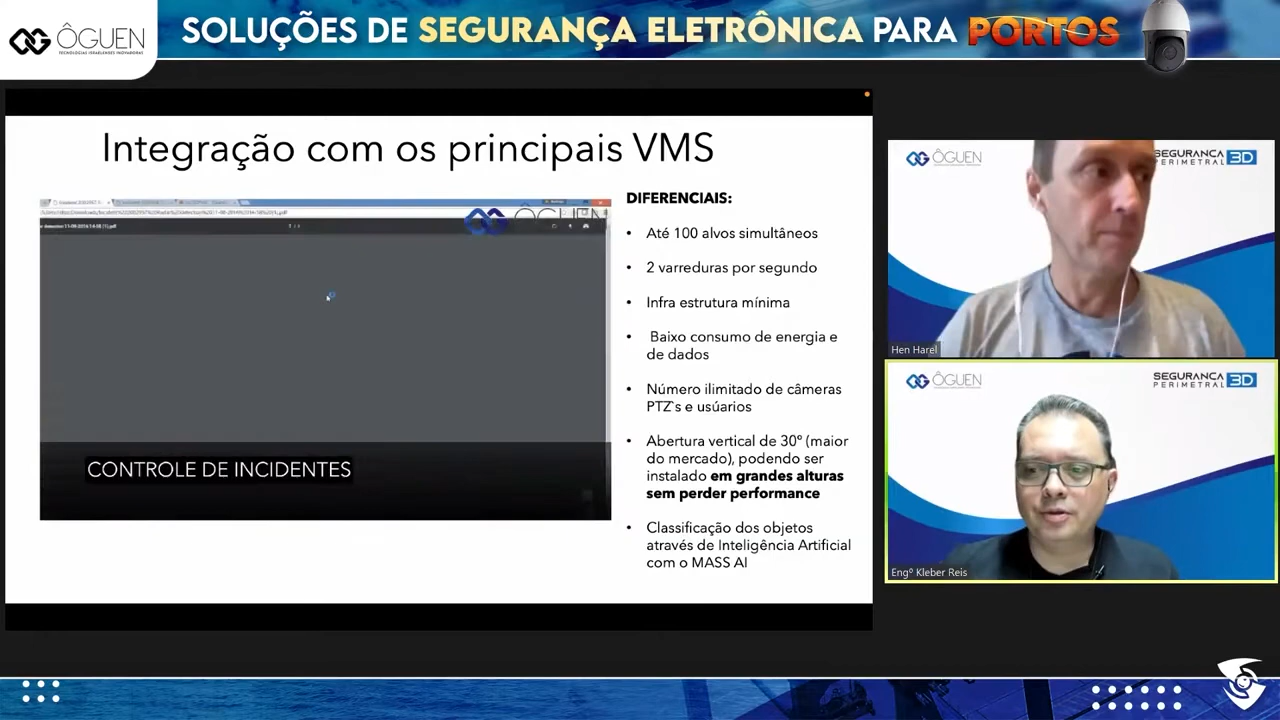 ÔGUEN
TECNOLOGIAS ISRAELENSES INOVADORAS
SOLUÇÕES DE SEGURANÇA ELETRÔNICA PARA PORTOS
Integração com os principais VMS
ÔGUEN
CONTROLE DE INCIDENTES
DIFERENCIAIS:
• Até 100 alvos simultâneos
• 2 varreduras por segundo
• Infra estrutura mínima
• Baixo consumo de energia e
de dados
• Número ilimitado de câmeras
PTZ`s e usúarios
• Abertura vertical de 30º (maior
do mercado), podendo ser
instalado em grandes alturas
sem perder performance
• Classificação dos objetos
através de Inteligência Artificial
com o MASS AI
ÔGUEN
SEGURANÇA
PERIMETRAL 3D
Hen Harel
ÔGUEN
SEGURANÇA
PERIMETRAL 3D
Engº Kleber Reis